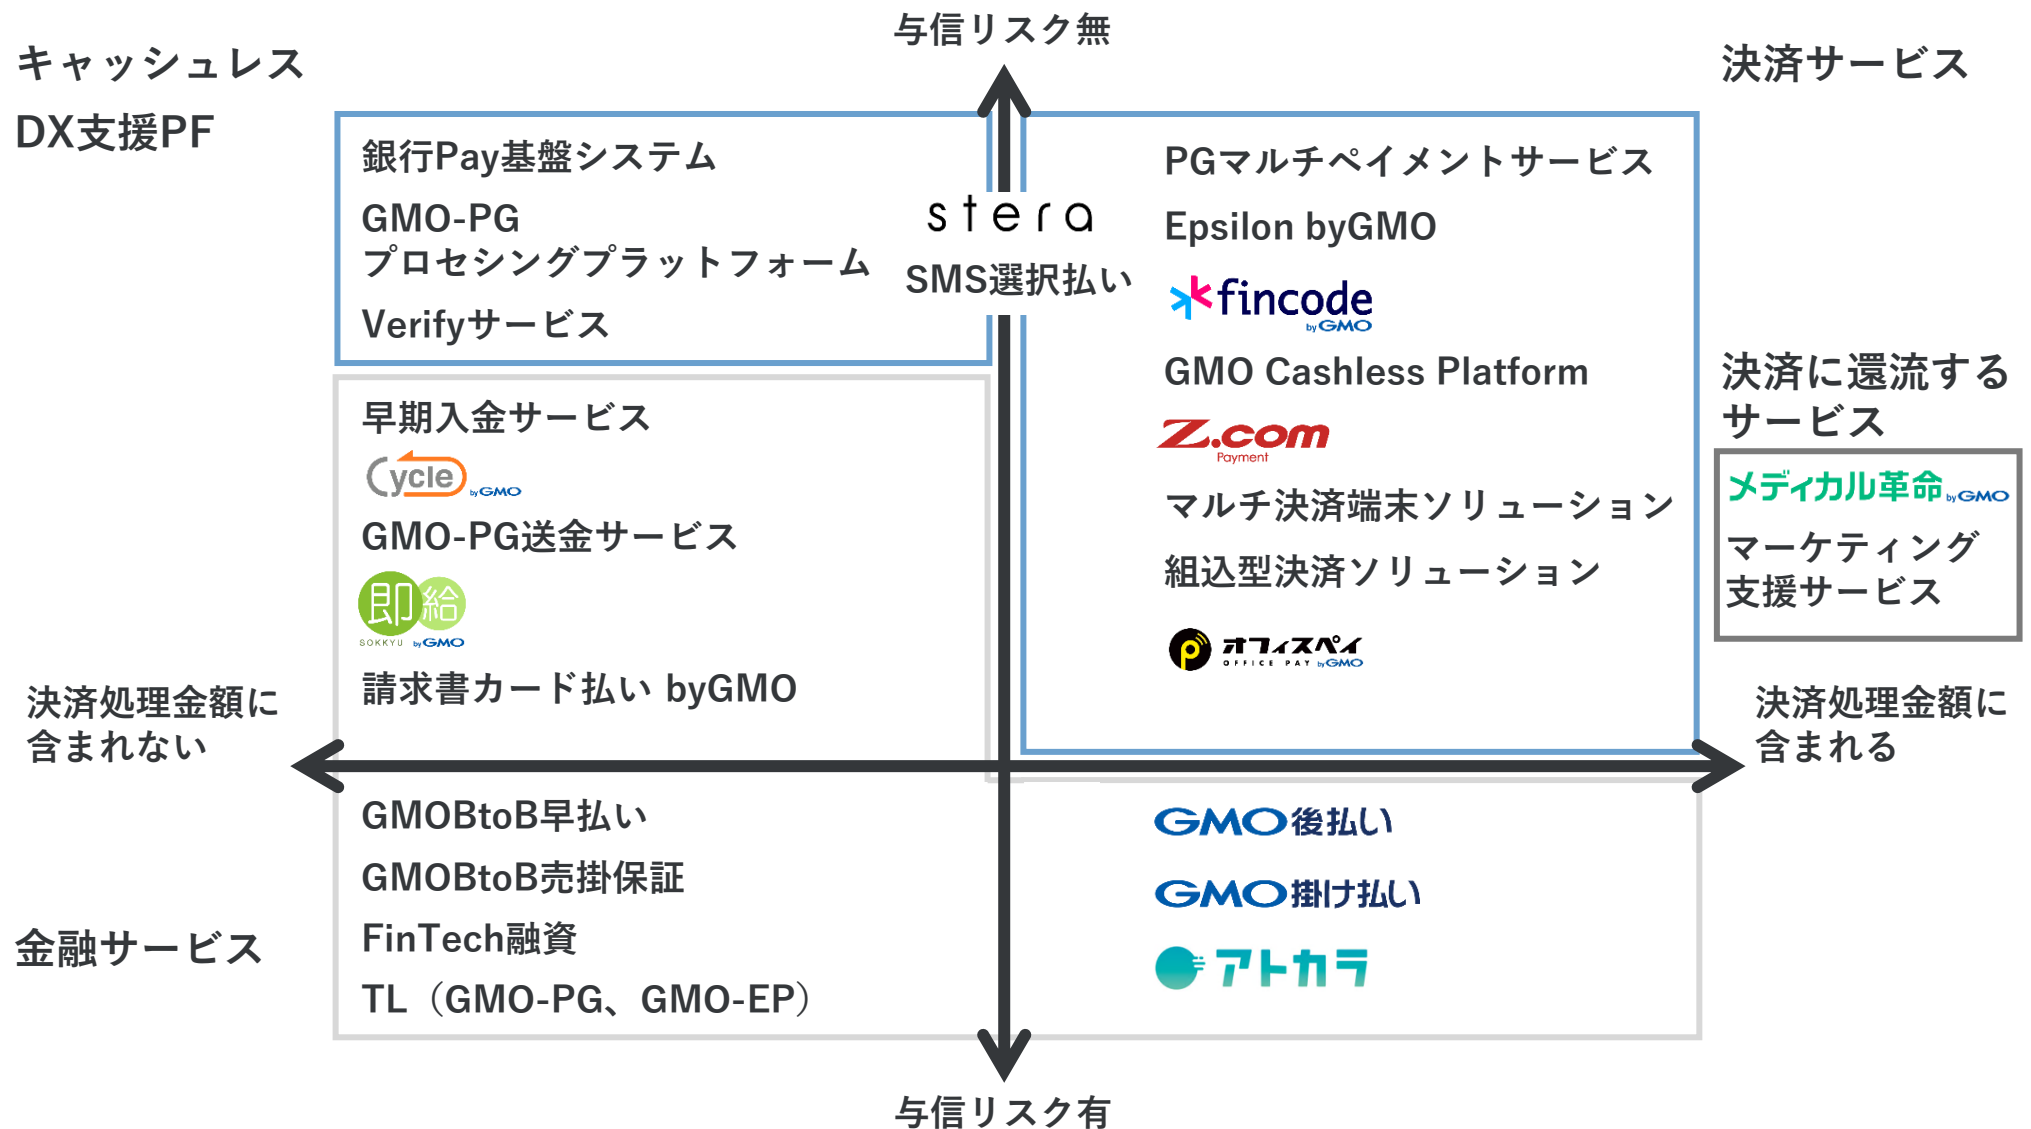 与信リスク無
キャッシュレス
DX支援PF
決済サービス
銀行Pay基盤システム
GMO-PG
プロセシングプラットフォーム
Verifyサービス
stera
SMS選択払い
PGマルチペイメントサービス
Epsilon byGMO
fincode
by GMO
GMO Cashless Platform
Z.com
Payment
マルチ決済端末ソリューション
組込型決済ソリューション
オフィスペイ
OFFICE PAY by GMO
決済に還流する
サービス
メディカル革命 by GMO
マーケティング
支援サービス
早期入金サービス
Cycle by GMO
GMO-PG送金サービス
即給
SOKKYU by GMO
請求書カード払い byGMO
決済処理金額に
含まれない
決済処理金額に
含まれる
金融サービス
GMOBtoB早払い
GMOBtoB売掛保証
FinTech融資
TL（GMO-PG、GMO-EP）
GMO後払い
GMO掛け払い
アトカラ
与信リスク有